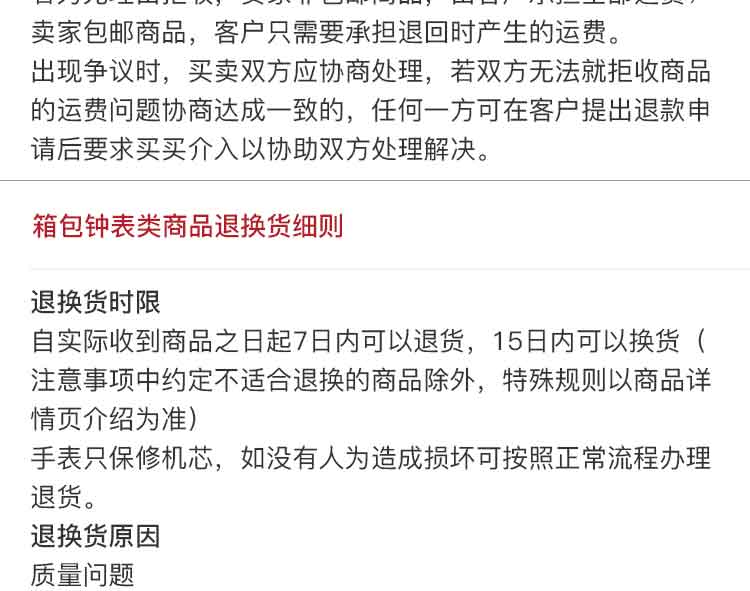 卖家包邮商品，客户只需要承担退回时产生的运费。
出现争议时，买卖双方应协商处理，若双方无法就拒收商品
的运费问题协商达成一致的，任何一方可在客户提出退款申
请后要求买买介入以协助双方处理解决。
箱包钟表类商品退换货细则
退换货时限
自实际收到商品之日起7日内可以退货，15日内可以换货（
注意事项中约定不适合退换的商品除外，特殊规则以商品详
情页介绍为准）
手表只保修机芯，如没有人为造成损坏可按照正常流程办理
退货。
退换货原因
质量问题